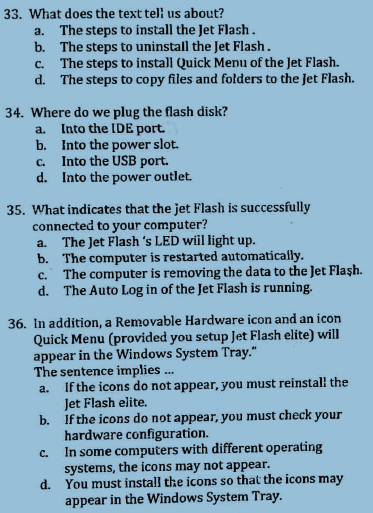 33. What does the text tell us about?
a. The steps to install the Jet Flash.
b. The steps to uninstall the Jet Flash.
c. The steps to install Quick Menu of the Jet Flash.
d. The steps to copy files and folders to the Jet Flash.
34. Where do we plug the flash disk?
a. Into the IDE port.
b. Into the power slot.
c. Into the USB port.
d. Into the power outlet.
35. What indicates that the jet Flash is successfully
connected to your computer?
a. The Jet Flash 's LED will light up.
b. The computer is restarted automatically.
c. The computer is removing the data to the Jet Flash.
d. The Auto Log in of the Jet Flash is running.
36. In addition, a Removable Hardware icon and an icon
Quick Menu (provided you setup Jet Flash elite) will
appear in the Windows System Tray."
The sentence implies ...
a. If the icons do not appear, you must reinstall the
Jet Flash elite.
b. If the icons do not appear, you must check your
hardware configuration.
c. In some computers with different operating
systems, the icons may not appear.
d. You must install the icons so that the icons may
appear in the Windows System Tray.